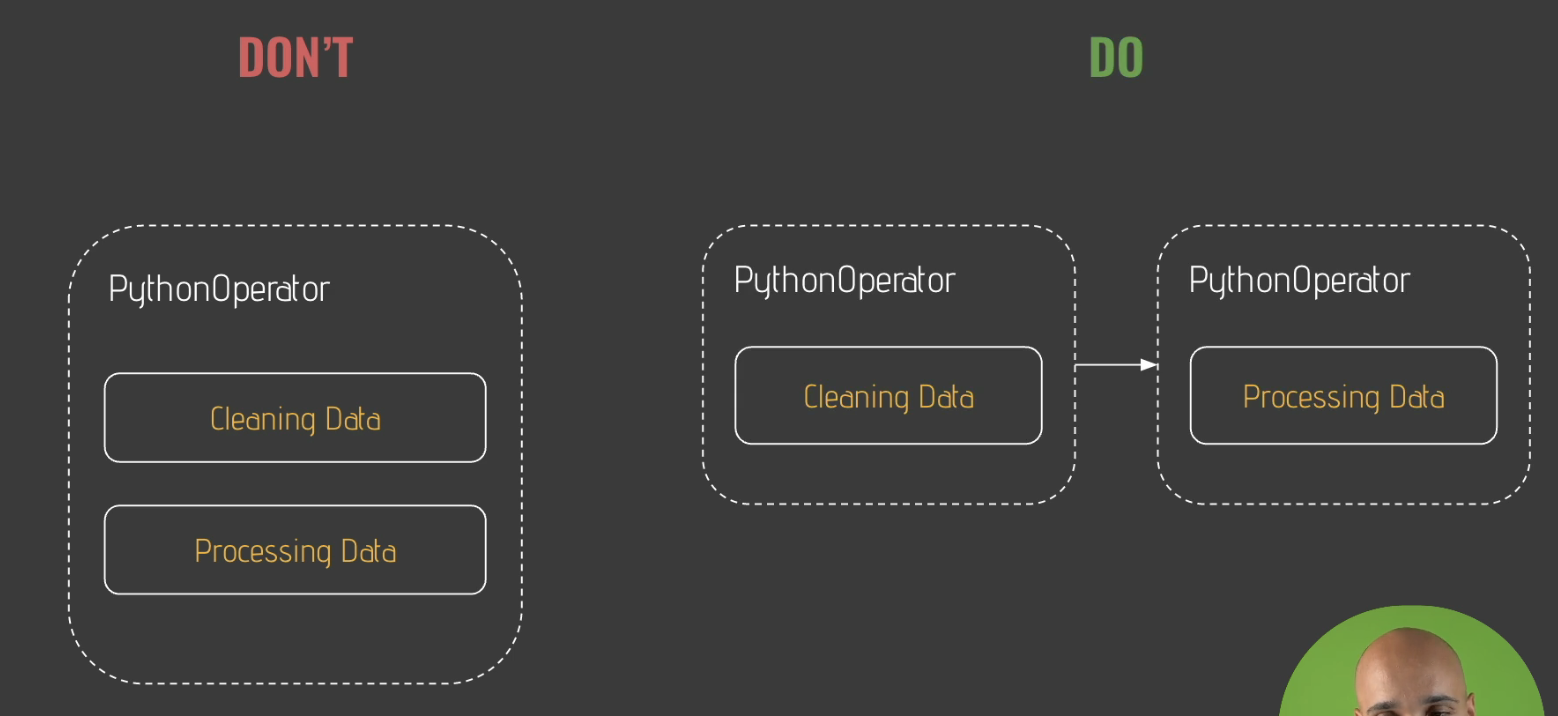 DON'T
DO
PythonOperator
Cleaning Data
Processing Data
PythonOperator
Cleaning Data
PythonOperator
Processing Data